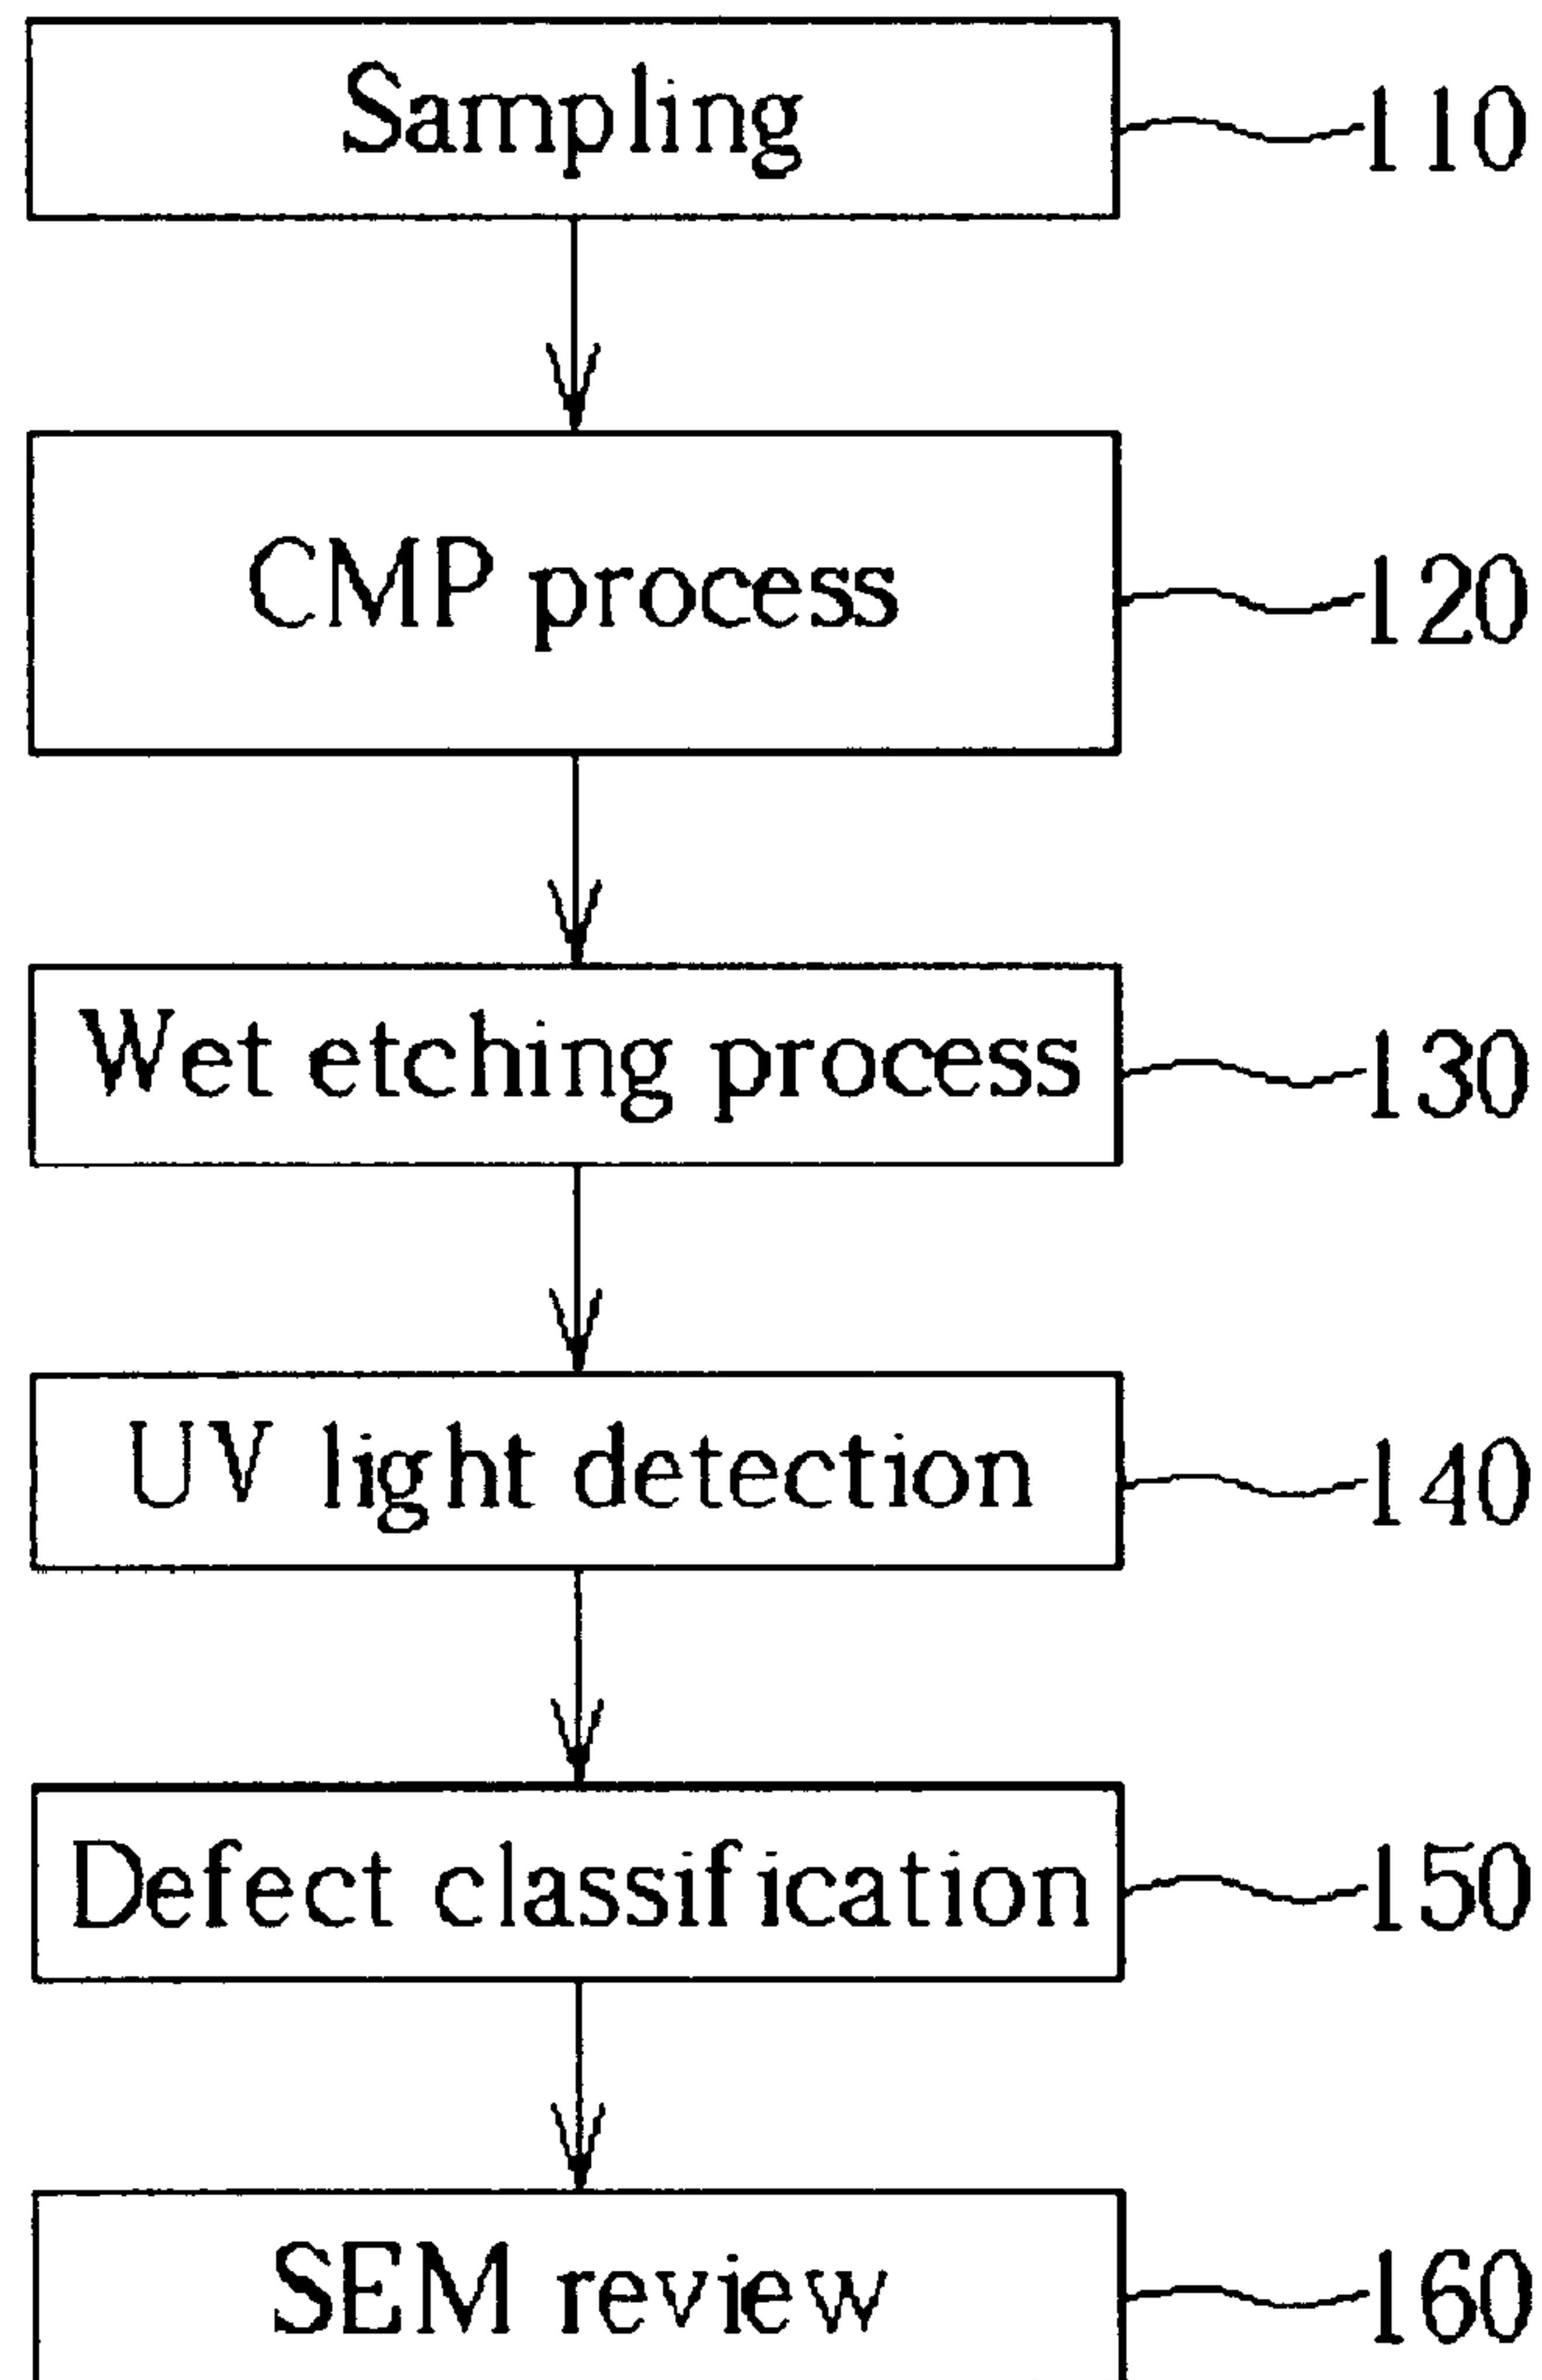 Sampling 110
CMP process 120
Wet etching process 130
UV light detection 140
Defect classification 150
SEM review 160